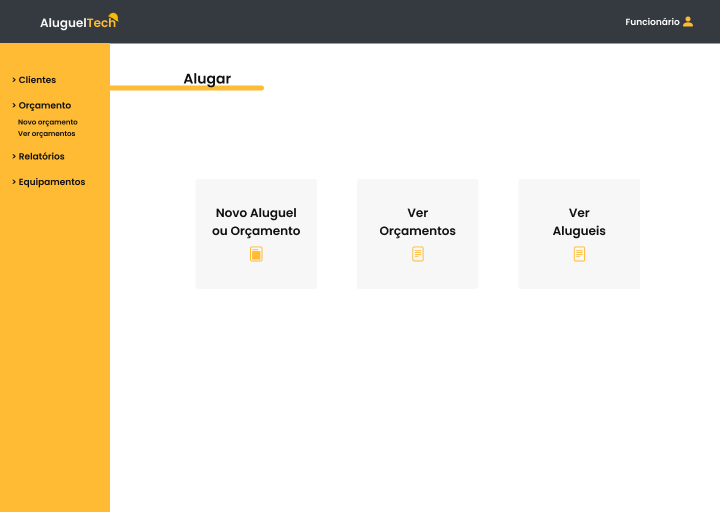 AluguelTech
Funcionário
> Clientes
> Orçamento
Novo orçamento
Ver orçamentos
> Relatórios
> Equipamentos
Alugar
Novo Aluguel
ou Orçamento
Ver
Orçamentos
Ver
Alugueis